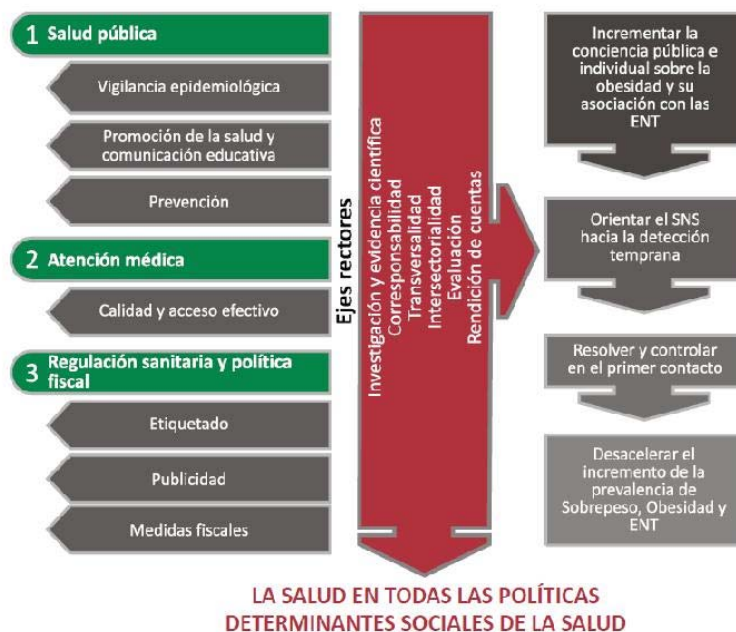 1 Salud pública
Vigilancia epidemiológica
Promoción de la salud y
comunicación educativa
Prevención
2 Atención médica
Calidad y acceso efectivo
3 Regulación sanitaria y política
fiscal
Etiquetado
Publicidad
Medidas fiscales
Ejes rectores
Investigación y evidencia científica
Corresponsabilidad
Transversalidad
Intersectorialidad
Evaluación
Rendición de cuentas
Incrementar la
conciencia pública e
individual sobre la
obesidad y su
asociación con las
ENT
Orientar el SNS
hacia la detección
temprana
Resolver y controlar
en el primer contacto
Desacelerar el
incremento de la
prevalencia de
Sobrepeso, Obesidad y
ENT
LA SALUD EN TODAS LAS POLÍTICAS
DETERMINANTES SOCIALES DE LA SALUD